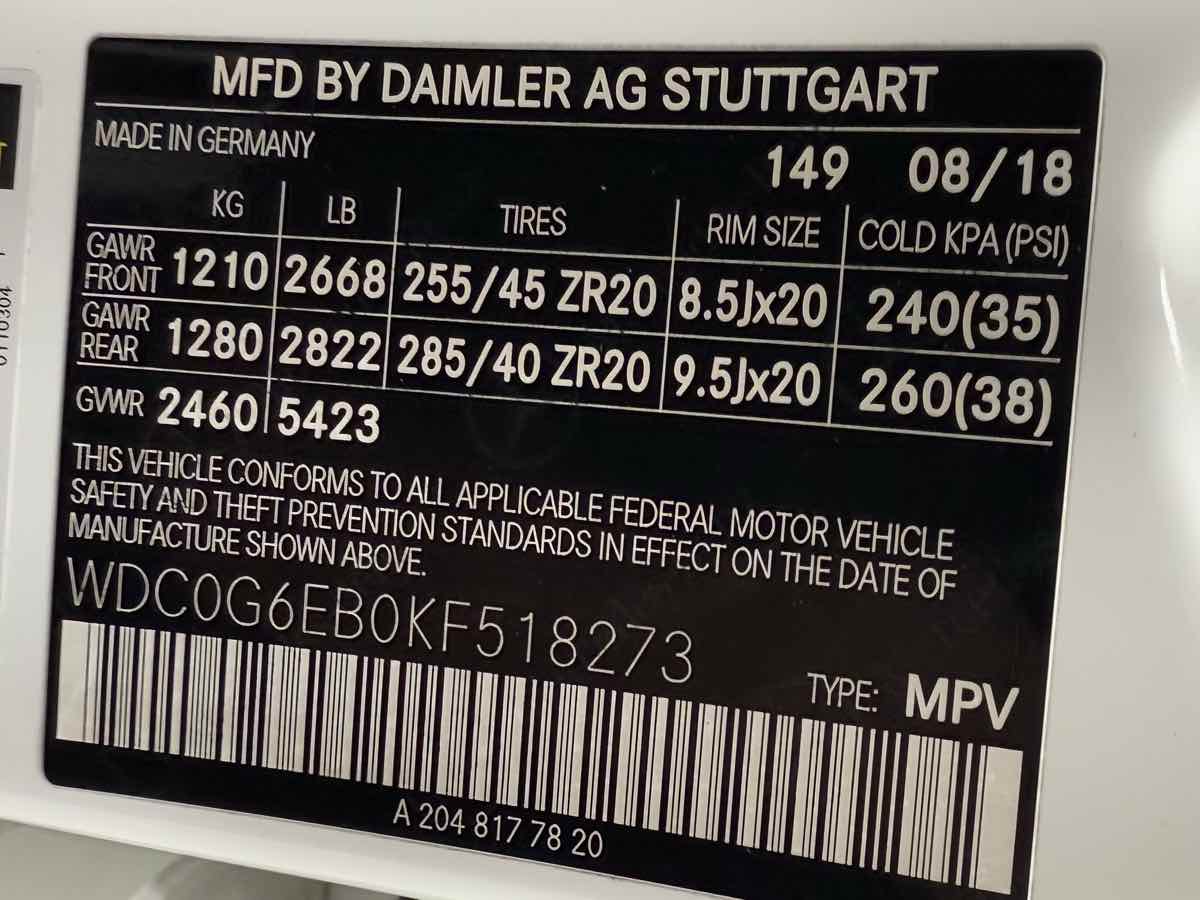 MFD BY DAIMLER AG STUTTGART
MADE IN GERMANY
149 08/18
KG LB TIRES RIM SIZE COLD KPA (PSI)
GAWR FRONT 1210 2668 255/45 ZR20 8.5Jx20 240(35)
GAWR REAR 1280 2822 285/40 ZR20 9.5Jx20 260(38)
GVWR 2460 5423
THIS VEHICLE CONFORMS TO ALL APPLICABLE FEDERAL MOTOR VEHICLE
SAFETY AND THEFT PREVENTION STANDARDS IN EFFECT ON THE DATE OF
MANUFACTURE SHOWN ABOVE.
WDC0G6EB0KF518273
TYPE: MPV
A 204 817 78 20